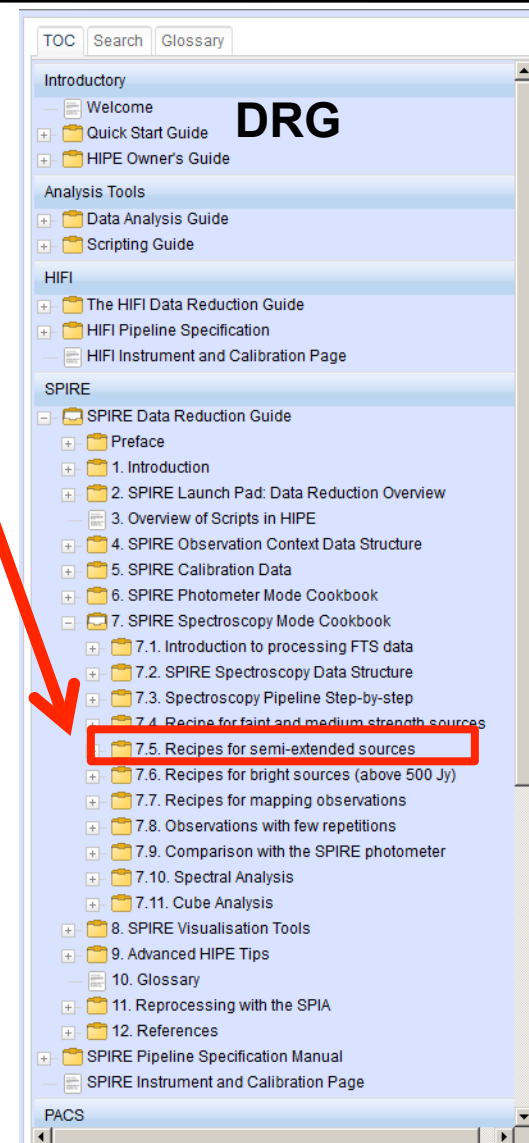 TOC Search Glossary
Introductory
Welcome
DRG
Quick Start Guide
HIPE Owner's Guide
Analysis Tools
Data Analysis Guide
Scripting Guide
HIFI
The HIFI Data Reduction Guide
HIFI Pipeline Specification
HIFI Instrument and Calibration Page
SPIRE
SPIRE Data Reduction Guide
Preface
1. Introduction
2. SPIRE Launch Pad: Data Reduction Overview
3. Overview of Scripts in HIPE
4. SPIRE Observation Context Data Structure
5. SPIRE Calibration Data
6. SPIRE Photometer Mode Cookbook
7. SPIRE Spectroscopy Mode Cookbook
7.1. Introduction to processing FTS data
7.2. SPIRE Spectroscopy Data Structure
7.3. Spectroscopy Pipeline Step-by-step
7.4. Recipe for faint and medium strength sources
7.5. Recipes for semi-extended sources
7.6. Recipes for bright sources (above 500 Jy)
7.7. Recipes for mapping observations
7.8. Observations with few repetitions
7.9. Comparison with the SPIRE photometer
7.10. Spectral Analysis
7.11. Cube Analysis
8. SPIRE Visualisation Tools
9. Advanced HIPE Tips
10. Glossary
11. Reprocessing with the SPIA
12. References
SPIRE Pipeline Specification Manual
SPIRE Instrument and Calibration Page
PACS